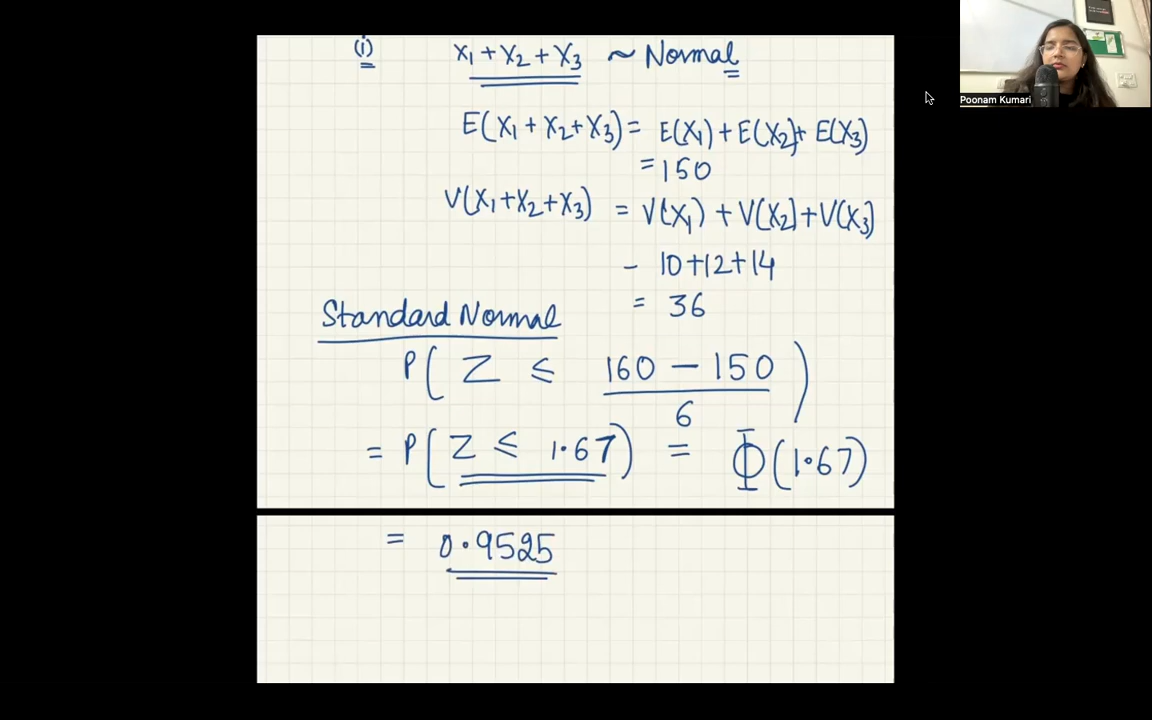 (i) X₁ + X₂ + X₃ ~ Normal
E(X₁ + X₂ + X₃) = E(X₁) + E(X₂) + E(X₃)
= 150
V(X₁ + X₂ + X₃) = V(X₁) + V(X₂) + V(X₃)
- 10 + 12 + 14
= 36
Standard Normal
P( Z ≤ (160 - 150)/6 )
= P( Z ≤ 1.67 ) = Φ(1.67)
= 0.9525
Poonam Kumari